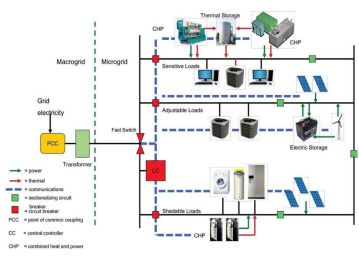 Thermal Storage
CHP
CHP
Macrogrid
Microgrid
Sensitive Loads
Grid
electricity
Fast Switch
Adjustable Loads
Electric Storage
PCC
Transformer
CC
= power
= thermal
= communications
= sectionalizing circuit
breaker
= circuit breaker
PCC = point of common coupling
CC = central controller
CHP = combined heat and power
Shedable Loads
CHP